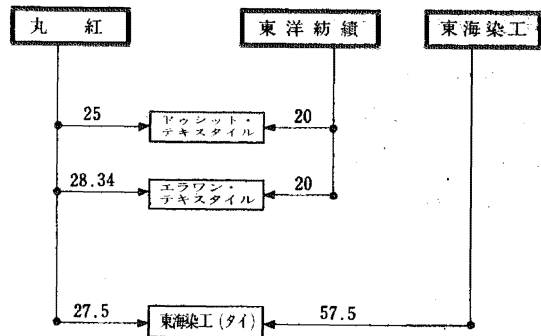 丸紅
東洋紡績
東海染工
25
ドゥシット・
テキスタイル
20
28.34
エラワン・
テキスタイル
20
27.5
東海染工(タイ)
57.5